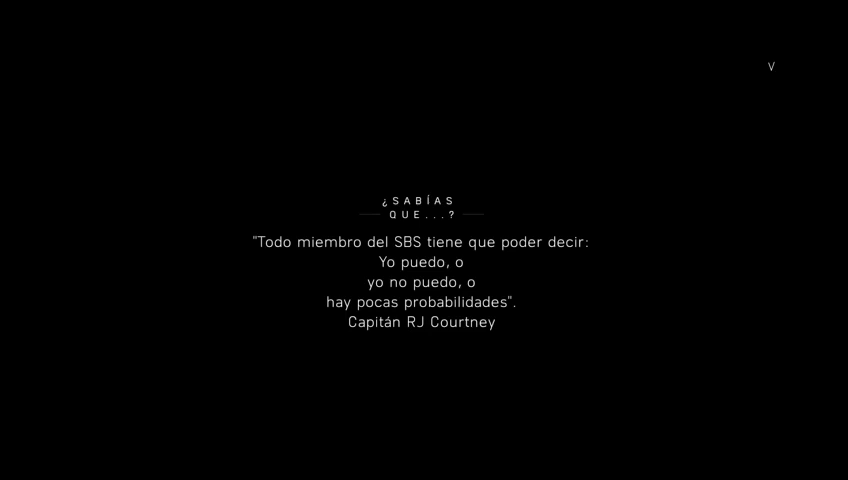 V
¿SABÍAS
QUE...?
"Todo miembro del SBS tiene que poder decir:
Yo puedo, o
yo no puedo, o
hay pocas probabilidades".
Capitán RJ Courtney